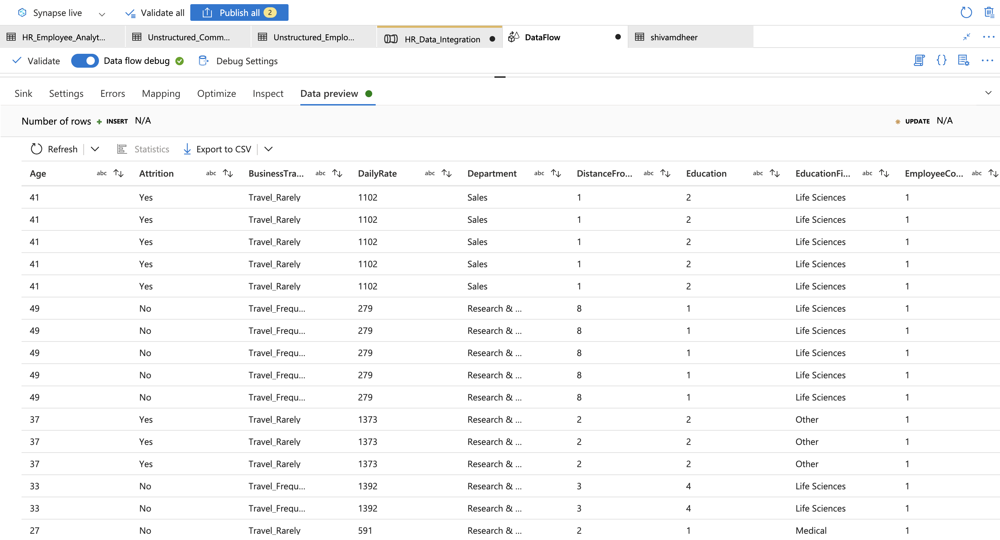 Synapse live Validate all Publish all 2
HR_Employee_Analyt... Unstructured_Comm... Unstructured_Emplo... HR_Data_Integration DataFlow shivamdheer
Validate Data flow debug Debug Settings
Sink Settings Errors Mapping Optimize Inspect Data preview
Number of rows + INSERT N/A UPDATE N/A
Refresh Statistics Export to CSV
Age abc Attrition abc BusinessTra... abc DailyRate abc Department abc DistanceFro... abc Education abc EducationFi... abc EmployeeCo... abc
41 Yes Travel_Rarely 1102 Sales 1 2 Life Sciences 1
41 Yes Travel_Rarely 1102 Sales 1 2 Life Sciences 1
41 Yes Travel_Rarely 1102 Sales 1 2 Life Sciences 1
41 Yes Travel_Rarely 1102 Sales 1 2 Life Sciences 1
41 Yes Travel_Rarely 1102 Sales 1 2 Life Sciences 1
49 No Travel_Frequ... 279 Research & ... 8 1 Life Sciences 1
49 No Travel_Frequ... 279 Research & ... 8 1 Life Sciences 1
49 No Travel_Frequ... 279 Research & ... 8 1 Life Sciences 1
49 No Travel_Frequ... 279 Research & ... 8 1 Life Sciences 1
49 No Travel_Frequ... 279 Research & ... 8 1 Life Sciences 1
37 Yes Travel_Rarely 1373 Research & ... 2 2 Other 1
37 Yes Travel_Rarely 1373 Research & ... 2 2 Other 1
37 Yes Travel_Rarely 1373 Research & ... 2 2 Other 1
33 No Travel_Frequ... 1392 Research & ... 3 4 Life Sciences 1
33 No Travel_Frequ... 1392 Research & ... 3 4 Life Sciences 1
27 No Travel_Rarely 591 Research & ... 2 1 Medical 1